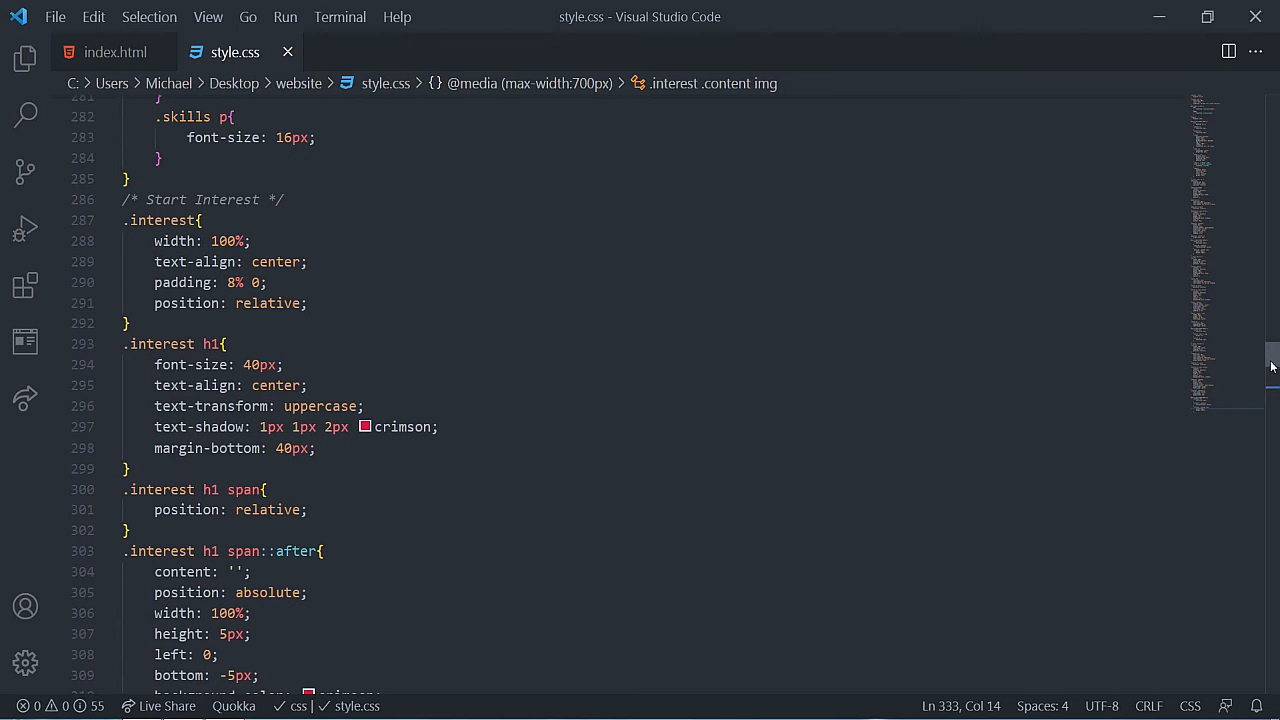 File Edit Selection View Go Run Terminal Help style.css - Visual Studio Code
index.html style.css
C: > Users > Michael > Desktop > website > style.css > {} @media (max-width:700px) > .interest .content img
281 }
282 .skills p{
283 font-size: 16px;
284 }
285 }
286 /* Start Interest */
287 .interest{
288 width: 100%;
289 text-align: center;
290 padding: 8% 0;
291 position: relative;
292 }
293 .interest h1{
294 font-size: 40px;
295 text-align: center;
296 text-transform: uppercase;
297 text-shadow: 1px 1px 2px crimson;
298 margin-bottom: 40px;
299 }
300 .interest h1 span{
301 position: relative;
302 }
303 .interest h1 span::after{
304 content: '';
305 position: absolute;
306 width: 100%;
307 height: 5px;
308 left: 0;
309 bottom: -5px;
310 background-color: crimson;
0 0 55 Live Share Quokka css | style.css Ln 333, Col 14 Spaces: 4 UTF-8 CRLF CSS